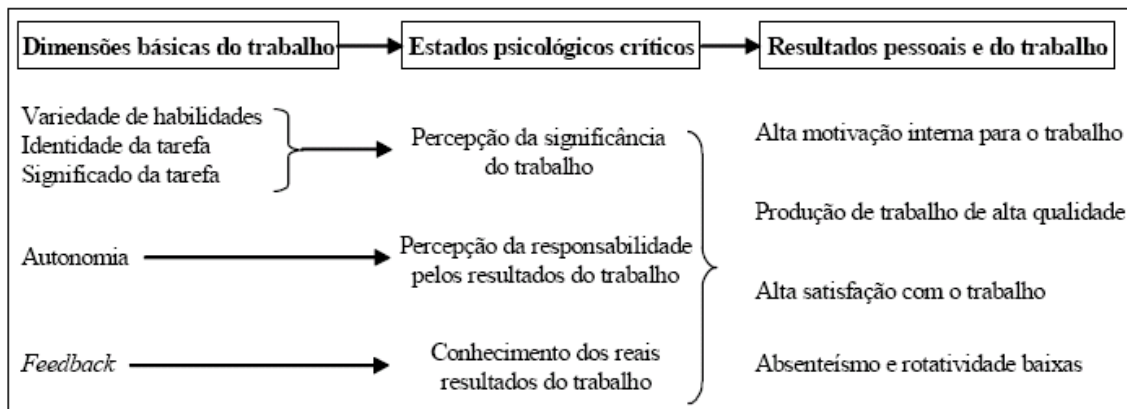 Dimensões básicas do trabalho
Estados psicológicos críticos
Resultados pessoais e do trabalho
Variedade de habilidades
Identidade da tarefa
Significado da tarefa
Percepção da significância
do trabalho
Alta motivação interna para o trabalho
Produção de trabalho de alta qualidade
Autonomia
Percepção da responsabilidade
pelos resultados do trabalho
Alta satisfação com o trabalho
Feedback
Conhecimento dos reais
resultados do trabalho
Absenteísmo e rotatividade baixas